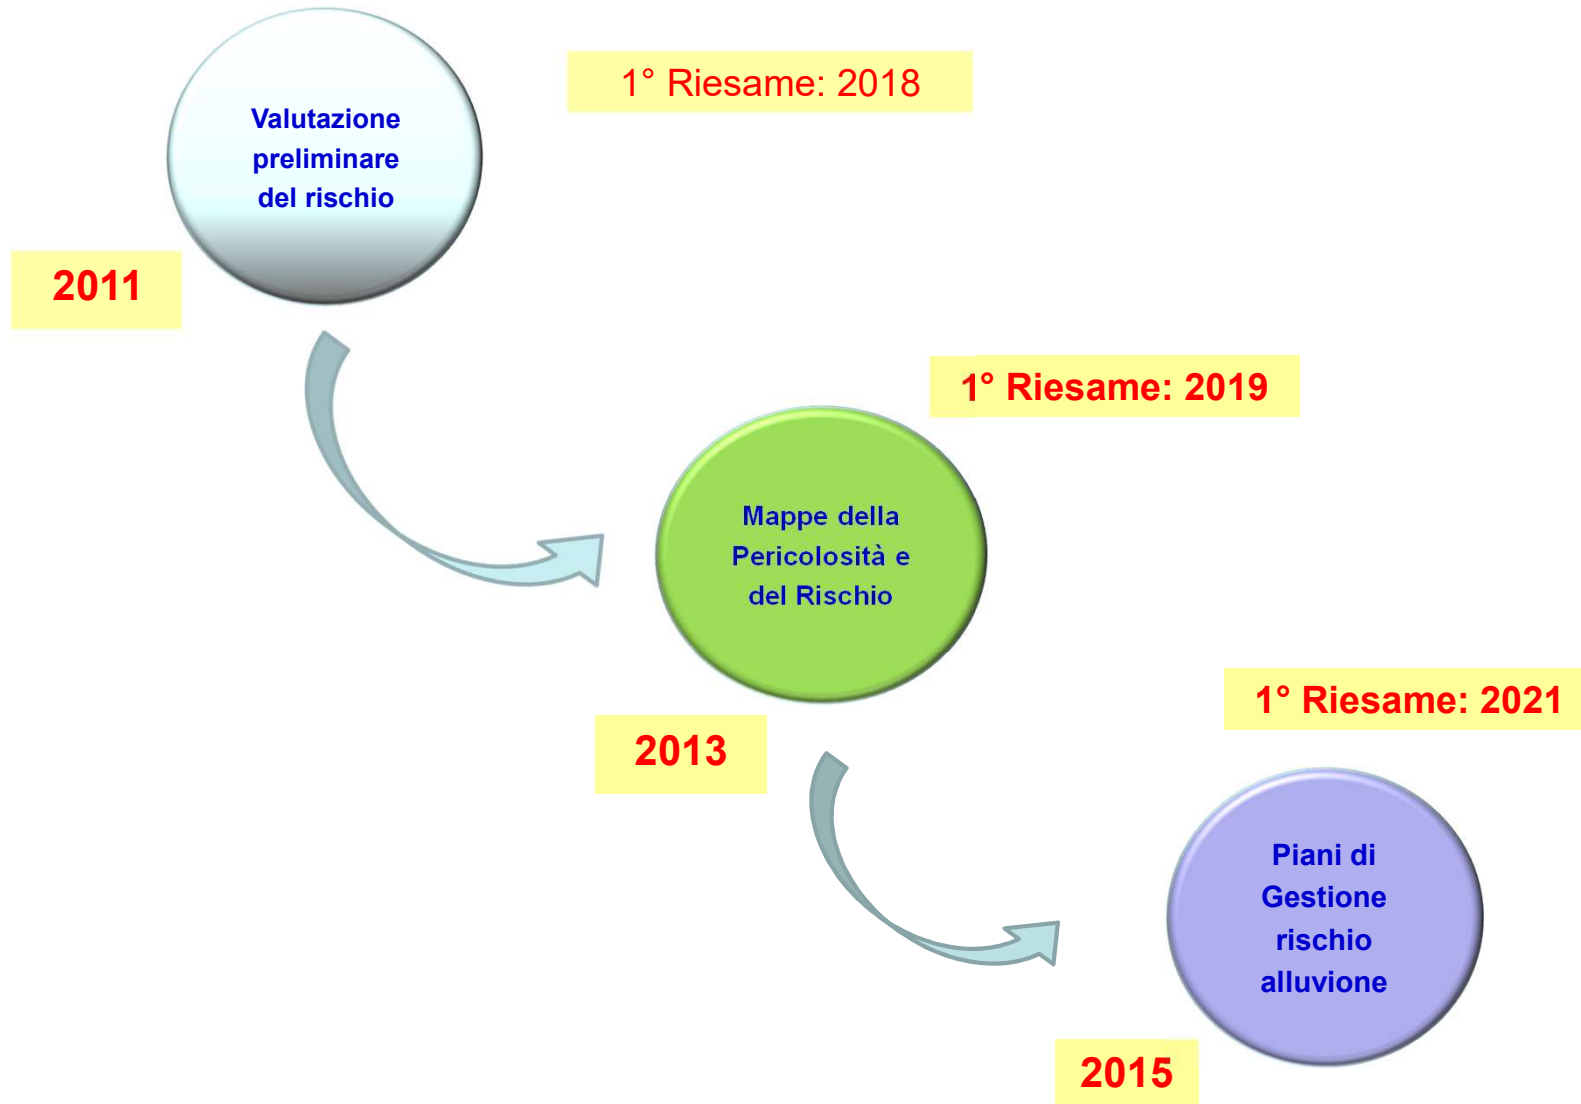 Valutazione
preliminare
del rischio
1° Riesame: 2018
2011
1° Riesame: 2019
Mappe della
Pericolosità e
del Rischio
2013
1° Riesame: 2021
Piani di
Gestione
rischio
alluvione
2015